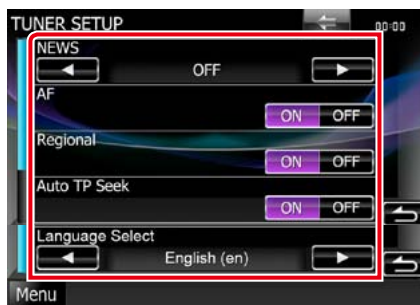 TUNER SETUP 00:00
NEWS
OFF
AF
ON OFF
Regional
ON OFF
Auto TP Seek
ON OFF
Language Select
English (en)
Menu